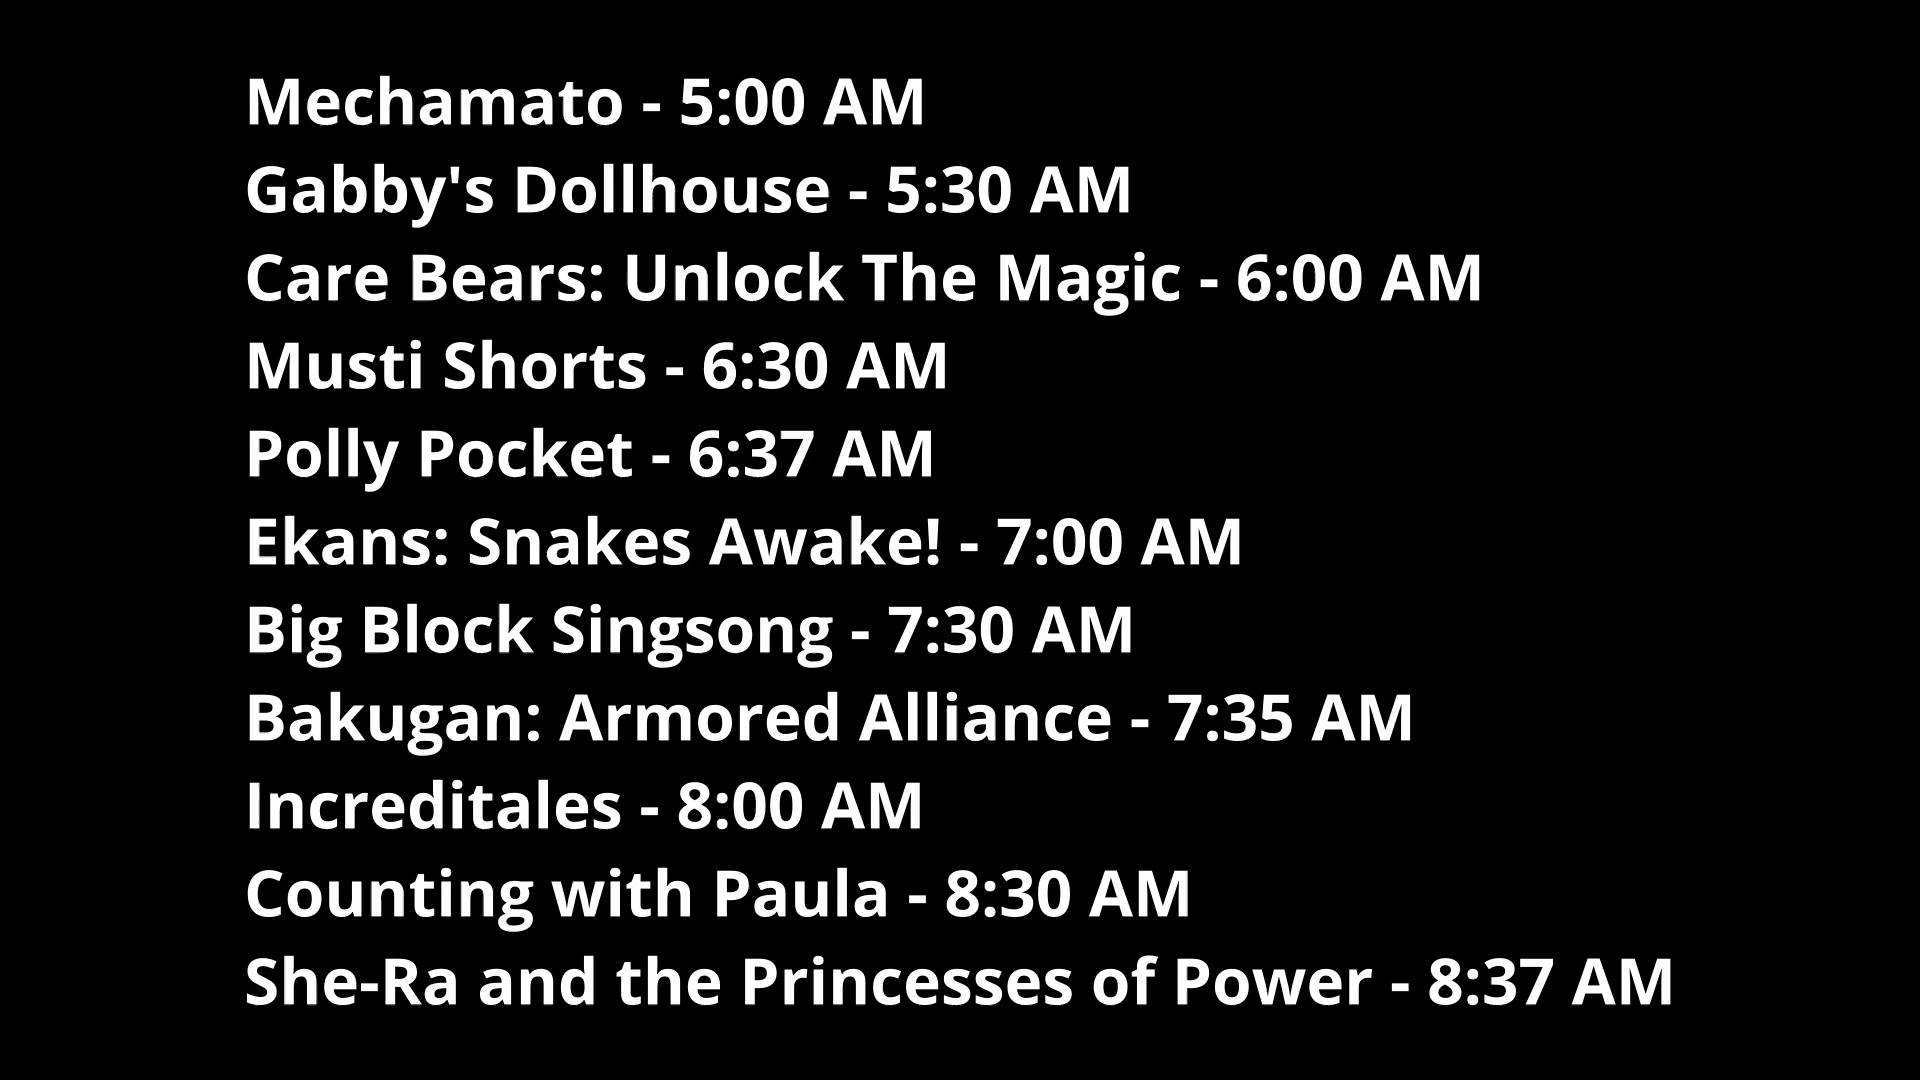 Mechamato - 5:00 AM
Gabby's Dollhouse - 5:30 AM
Care Bears: Unlock The Magic - 6:00 AM
Musti Shorts - 6:30 AM
Polly Pocket - 6:37 AM
Ekans: Snakes Awake! - 7:00 AM
Big Block Singsong - 7:30 AM
Bakugan: Armored Alliance - 7:35 AM
Increditales - 8:00 AM
Counting with Paula - 8:30 AM
She-Ra and the Princesses of Power - 8:37 AM